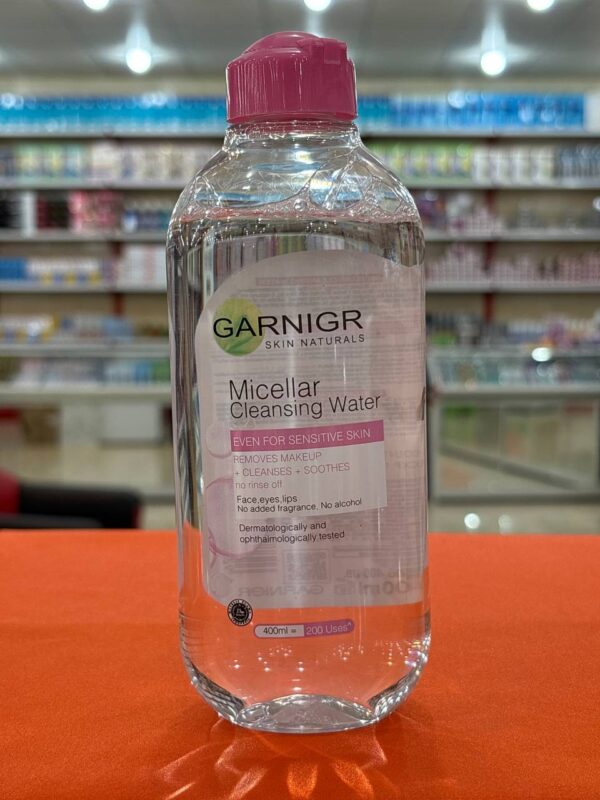 GARNIGR
SKIN NATURALS
Micellar
Cleansing Water
EVEN FOR SENSITIVE SKIN
REMOVES MAKEUP
+ CLEANSES + SOOTHES
no rinse off
Face,eyes,lips
No added fragrance, No alcohol
Dermatologically and
ophthaimologically tested
400ml = 200 Uses*